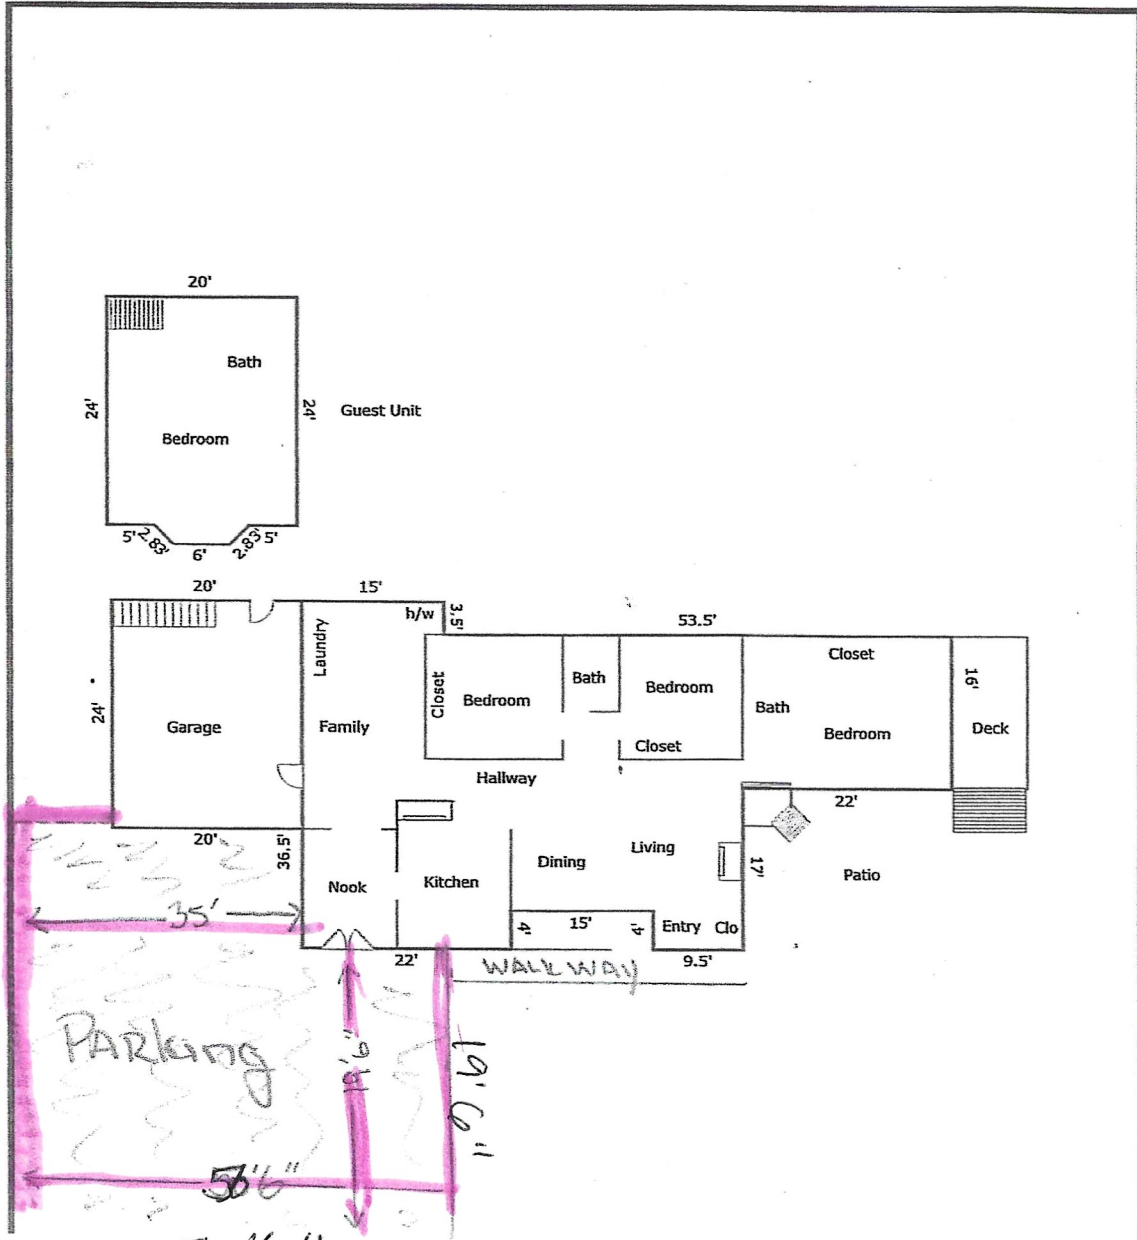 20'
Bath
24'
24'
Guest Unit
Bedroom
5'
2.83'
6'
2.83'
5'
20'
15'
h/w
3.5'
53.5'
Laundry
Closet
Bedroom
Bath
Bedroom
Closet
16'
24'
Garage
Family
Bath
Bedroom
Deck
Closet
Hallway
22'
20'
36.5'
Dining
Living
17'
Patio
Nook
Kitchen
35'
4'
15'
4'
Entry
Clo
22'
WALKWAY
9.5'
PARKing
19'6"
19'6"